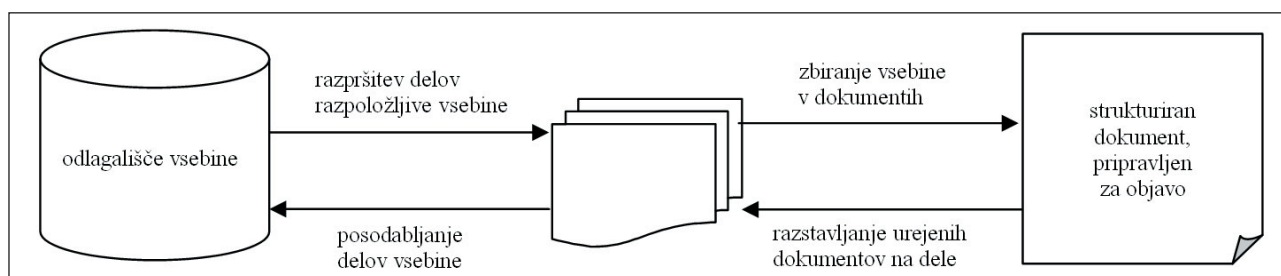 odlagališče vsebine
razpršitev delov
razpoložljive vsebine
posodabljanje
delov vsebine
zbiranje vsebine
v dokumentih
razstavljanje urejenih
dokumentov na dele
strukturiran
dokument,
pripravljen
za objavo